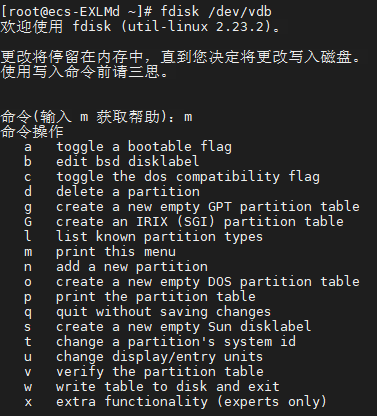 [root@ecs-EXLMd ~]# fdisk /dev/vdb
欢迎使用 fdisk (util-linux 2.23.2)。
更改将停留在内存中，直到您决定将更改写入磁盘。
使用写入命令前请三思。
命令(输入 m 获取帮助)：m
命令操作
a   toggle a bootable flag
b   edit bsd disklabel
c   toggle the dos compatibility flag
d   delete a partition
g   create a new empty GPT partition table
G   create an IRIX (SGI) partition table
l   list known partition types
m   print this menu
n   add a new partition
o   create a new empty DOS partition table
p   print the partition table
q   quit without saving changes
s   create a new empty Sun disklabel
t   change a partition's system id
u   change display/entry units
v   verify the partition table
w   write table to disk and exit
x   extra functionality (experts only)